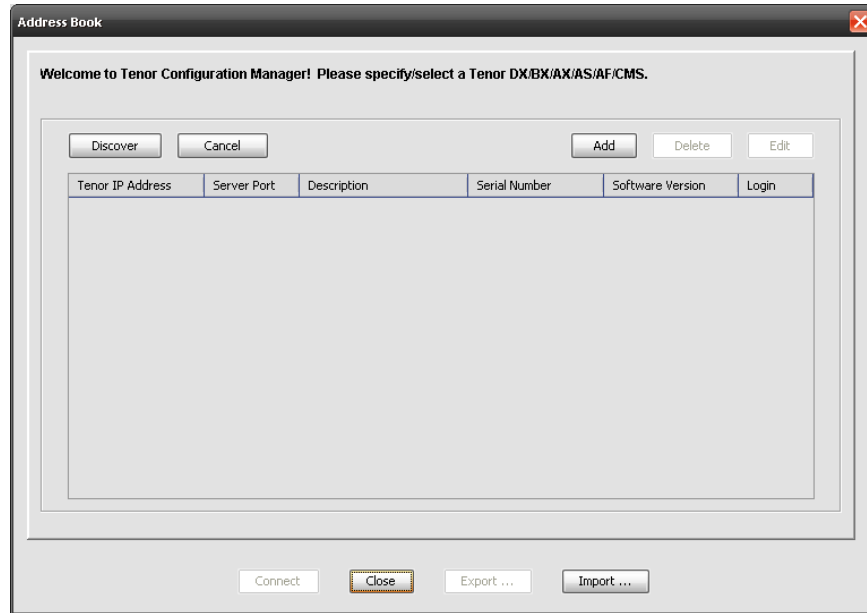 Address Book
Welcome to Tenor Configuration Manager! Please specify/select a Tenor DX/BX/AX/AS/AF/CMS.
Discover Cancel Add Delete Edit
Tenor IP Address Server Port Description Serial Number Software Version Login
Connect Close Export ... Import ...